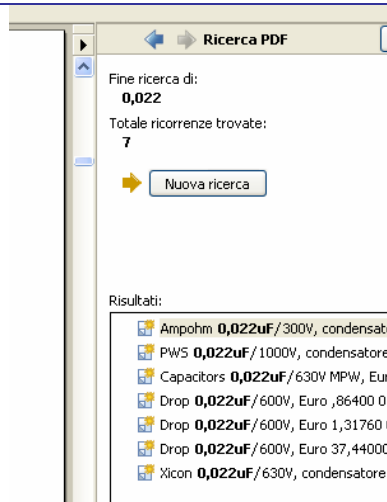 Ricerca PDF
Fine ricerca di:
0,022
Totale ricorrenze trovate:
7
Nuova ricerca
Risultati:
Ampohm 0,022uF/300V, condensat
PWS 0,022uF/1000V, condensatore
Capacitors 0,022uF/630V MPW, Eur
Drop 0,022uF/600V, Euro ,86400 0
Drop 0,022uF/600V, Euro 1,31760
Drop 0,022uF/600V, Euro 37,44000
Xicon 0,022uF/630V, condensatore